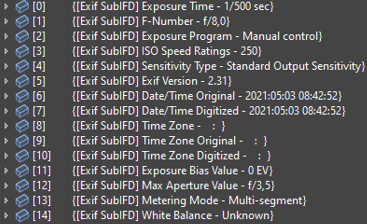 [0] {[Exif SubIFD] Exposure Time - 1/500 sec}
[1] {[Exif SubIFD] F-Number - f/8,0}
[2] {[Exif SubIFD] Exposure Program - Manual control}
[3] {[Exif SubIFD] ISO Speed Ratings - 250}
[4] {[Exif SubIFD] Sensitivity Type - Standard Output Sensitivity}
[5] {[Exif SubIFD] Exif Version - 2.31}
[6] {[Exif SubIFD] Date/Time Original - 2021:05:03 08:42:52}
[7] {[Exif SubIFD] Date/Time Digitized - 2021:05:03 08:42:52}
[8] {[Exif SubIFD] Time Zone -    :  }
[9] {[Exif SubIFD] Time Zone Original -    :  }
[10] {[Exif SubIFD] Time Zone Digitized -    :  }
[11] {[Exif SubIFD] Exposure Bias Value - 0 EV}
[12] {[Exif SubIFD] Max Aperture Value - f/3,5}
[13] {[Exif SubIFD] Metering Mode - Multi-segment}
[14] {[Exif SubIFD] White Balance - Unknown}